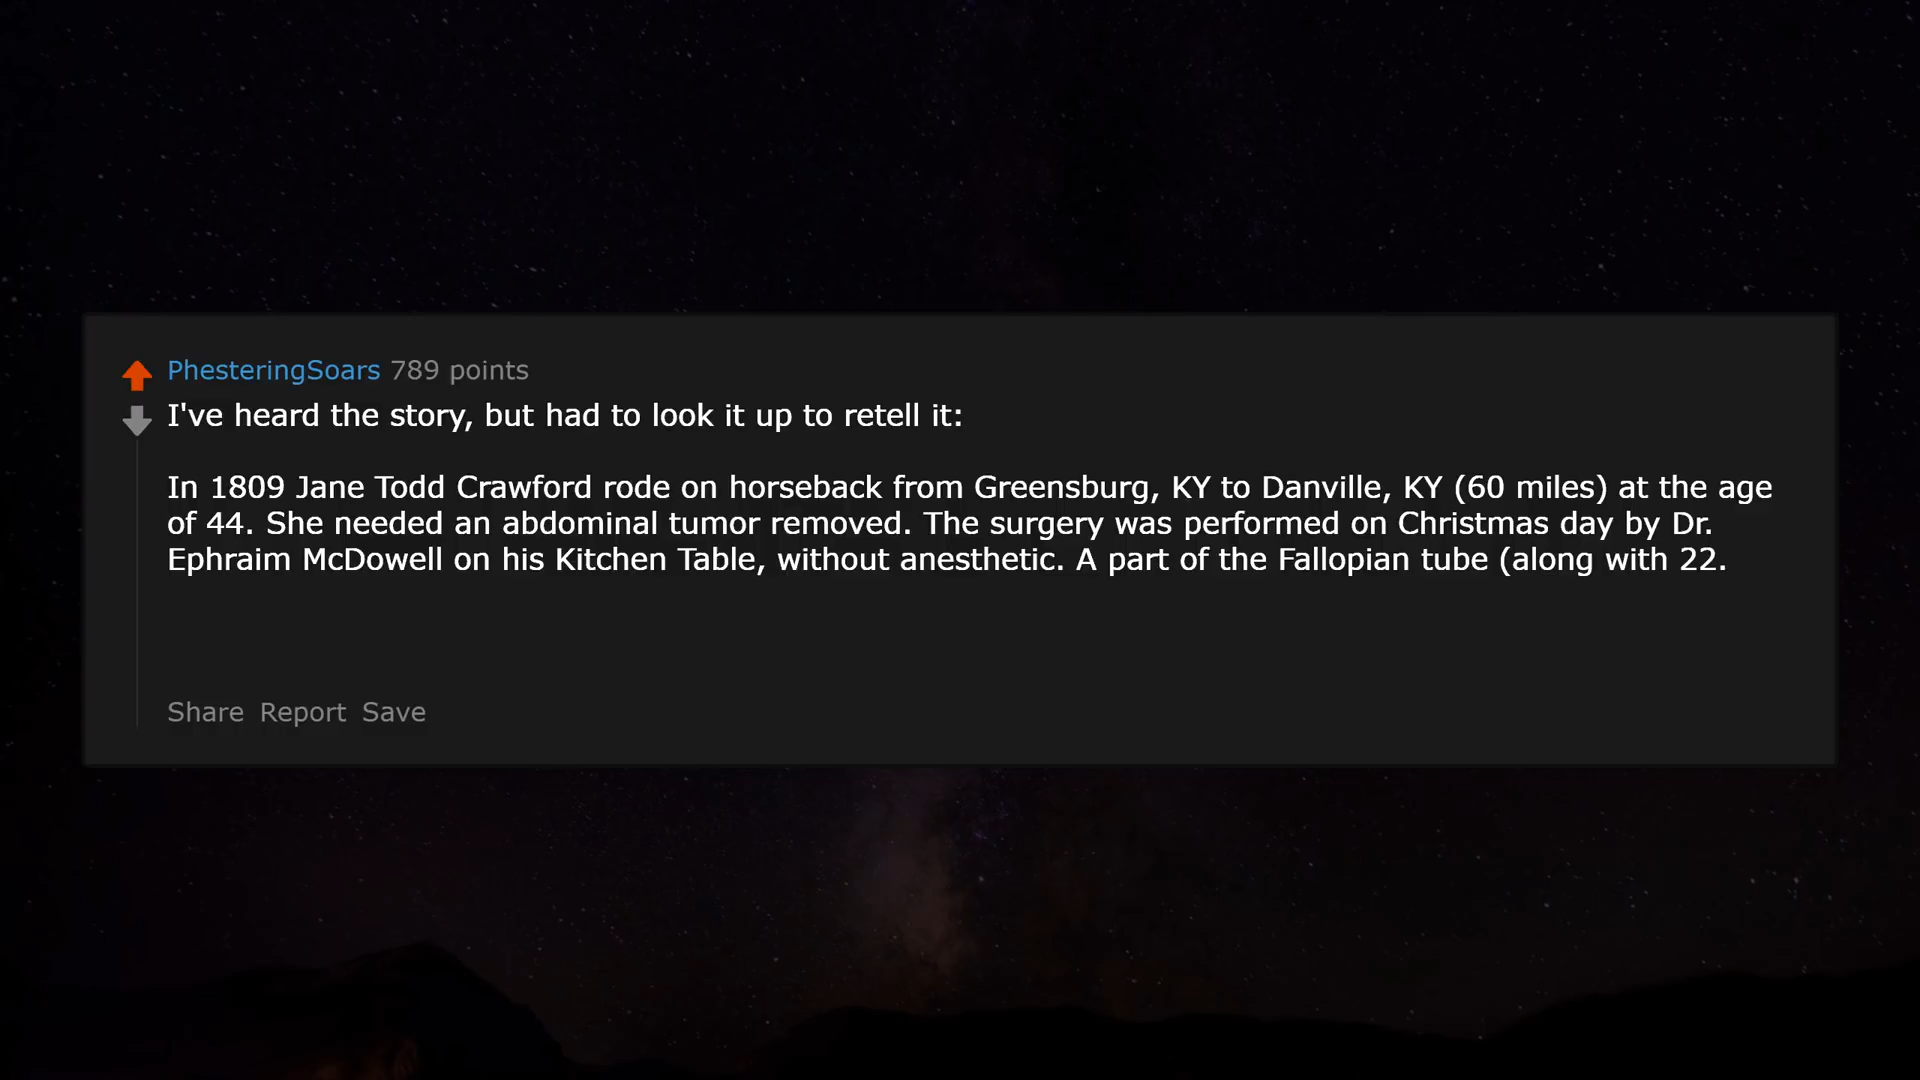 PhesteringSoars 789 points
I've heard the story, but had to look it up to retell it:
In 1809 Jane Todd Crawford rode on horseback from Greensburg, KY to Danville, KY (60 miles) at the age
of 44. She needed an abdominal tumor removed. The surgery was performed on Christmas day by Dr.
Ephraim McDowell on his Kitchen Table, without anesthetic. A part of the Fallopian tube (along with 22.
Share Report Save